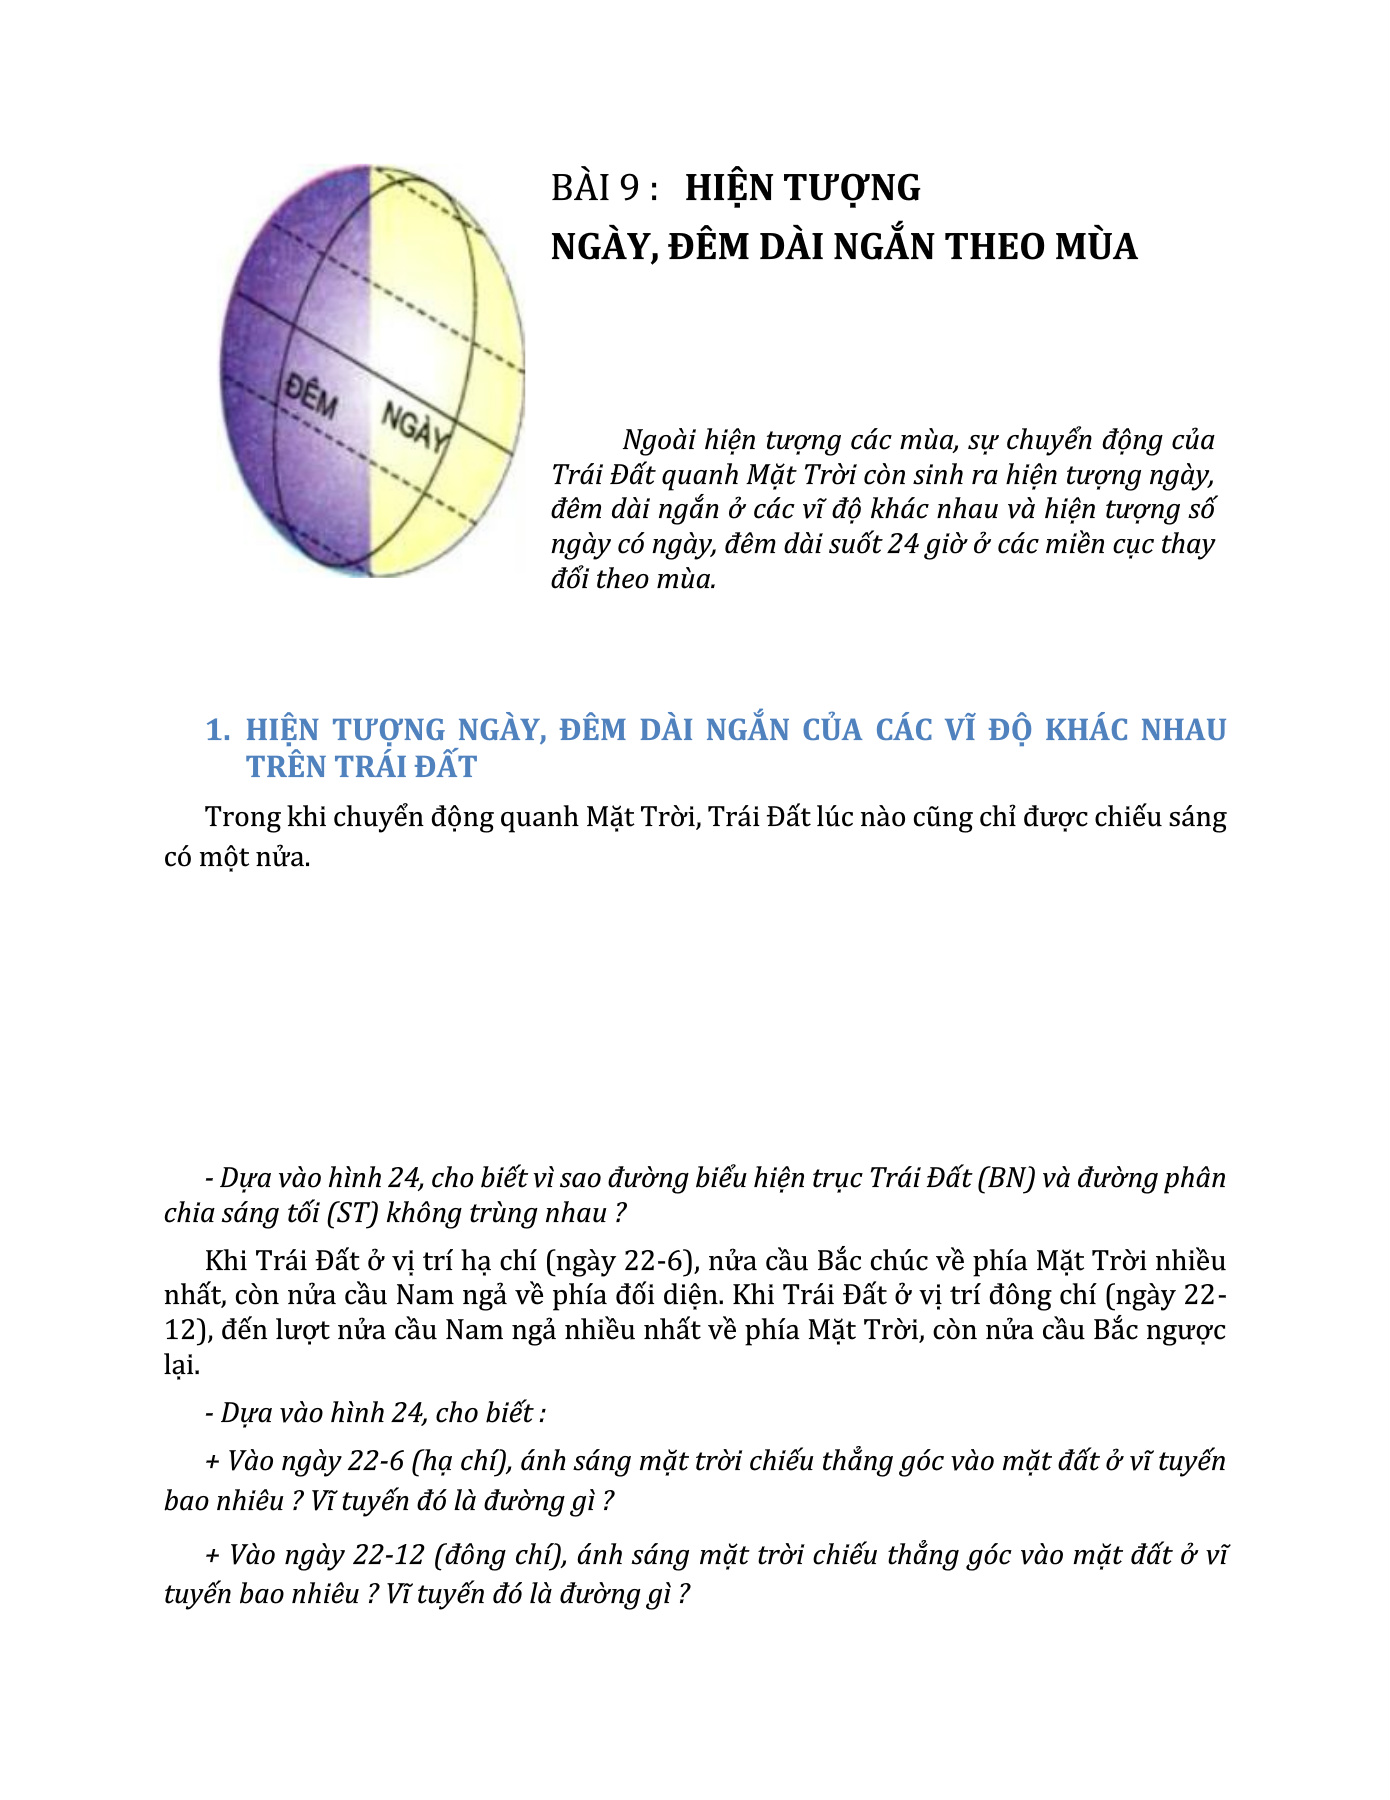 BÀI 9 : HIỆN TƯỢNG
NGÀY, ĐÊM DÀI NGẮN THEO MÙA
ĐÊM
NGÀY
Ngoài hiện tượng các mùa, sự chuyển động của
Trái Đất quanh Mặt Trời còn sinh ra hiện tượng ngày,
đêm dài ngắn ở các vĩ độ khác nhau và hiện tượng số
ngày có ngày, đêm dài suốt 24 giờ ở các miền cục thay
đổi theo mùa.
1. HIỆN TƯỢNG NGÀY, ĐÊM DÀI NGẮN CỦA CÁC VĨ ĐỘ KHÁC NHAU
TRÊN TRÁI ĐẤT
Trong khi chuyển động quanh Mặt Trời, Trái Đất lúc nào cũng chỉ được chiếu sáng
có một nửa.
- Dựa vào hình 24, cho biết vì sao đường biểu hiện trục Trái Đất (BN) và đường phân
chia sáng tối (ST) không trùng nhau ?
Khi Trái Đất ở vị trí hạ chí (ngày 22-6), nửa cầu Bắc chúc về phía Mặt Trời nhiều
nhất, còn nửa cầu Nam ngả về phía đối diện. Khi Trái Đất ở vị trí đông chí (ngày 22-
12), đến lượt nửa cầu Nam ngả nhiều nhất về phía Mặt Trời, còn nửa cầu Bắc ngược
lại.
- Dựa vào hình 24, cho biết :
+ Vào ngày 22-6 (hạ chí), ánh sáng mặt trời chiếu thẳng góc vào mặt đất ở vĩ tuyến
bao nhiêu ? Vĩ tuyến đó là đường gì ?
+ Vào ngày 22-12 (đông chí), ánh sáng mặt trời chiếu thẳng góc vào mặt đất ở vĩ
tuyến bao nhiêu ? Vĩ tuyến đó là đường gì ?